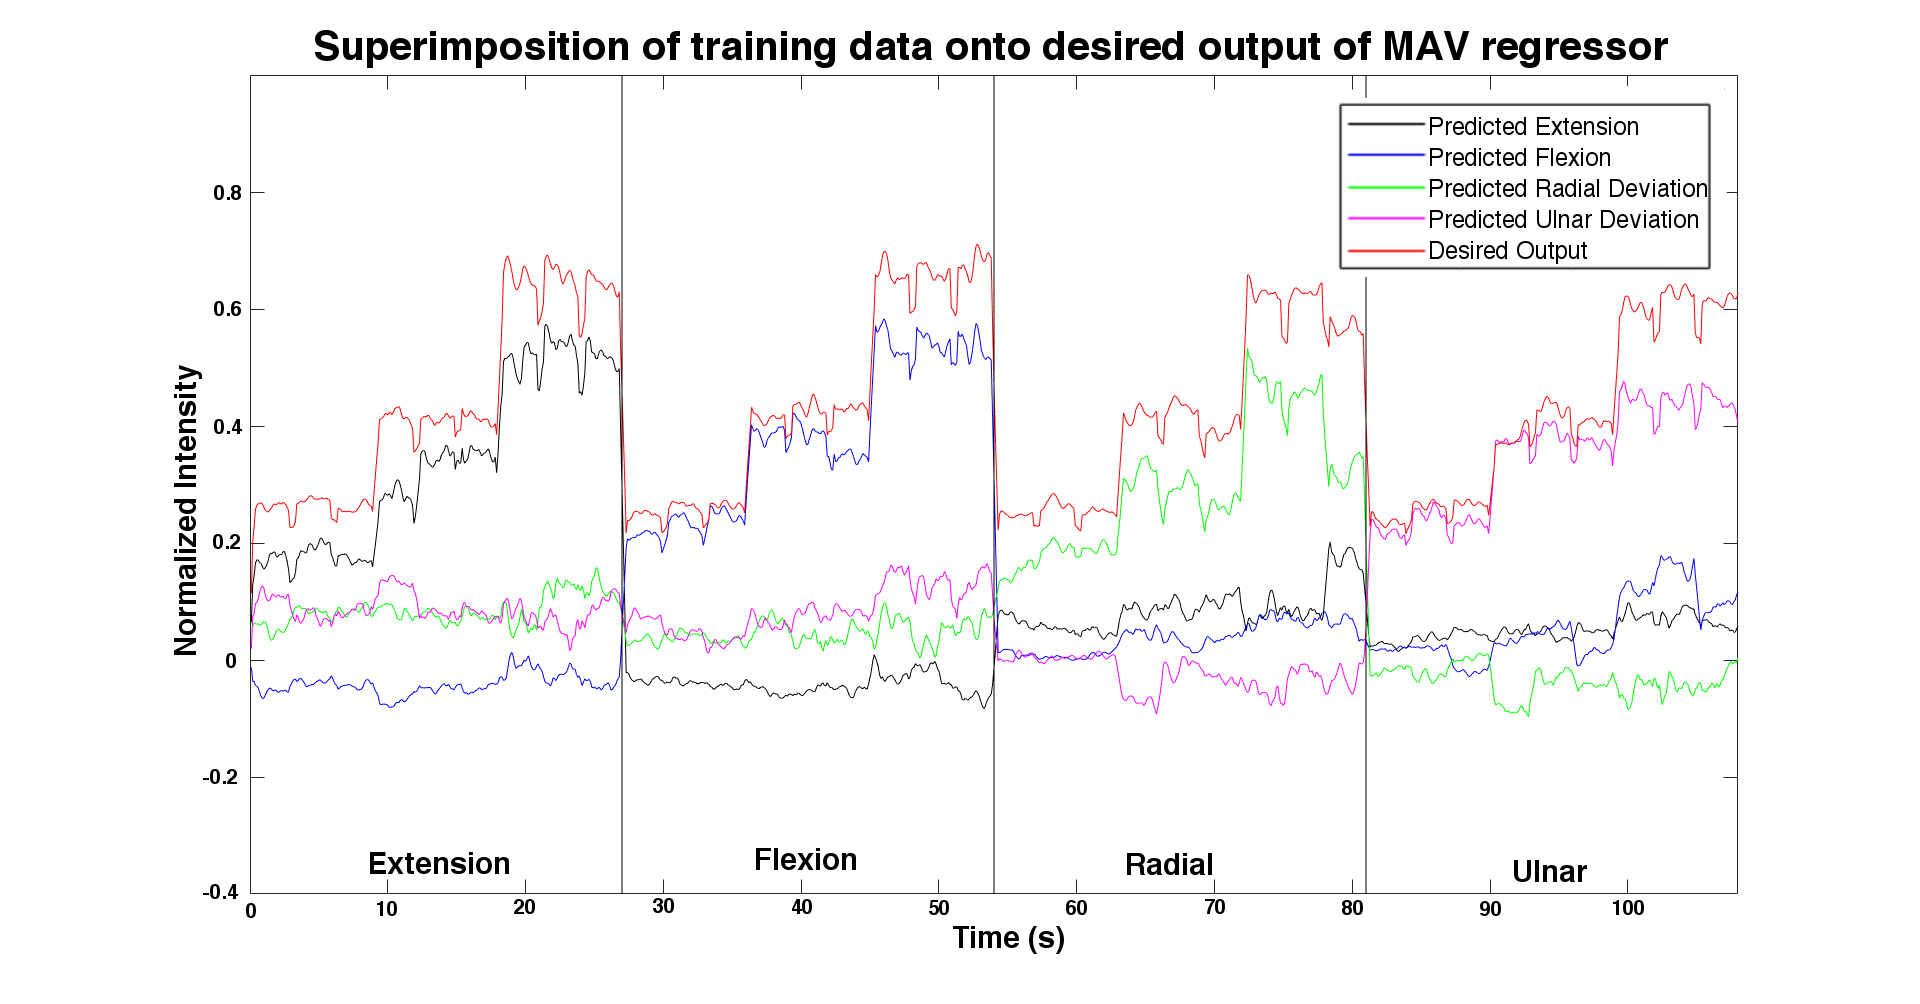 Superimposition of training data onto desired output of MAV regressor
Predicted Extension
Predicted Flexion
Predicted Radial Deviation
Predicted Ulnar Deviation
Desired Output
Normalized Intensity
0.8
0.6
0.4
0.2
0
-0.2
-0.4
Extension
Flexion
Radial
Ulnar
0 10 20 30 40 50 60 70 80 90 100
Time (s)